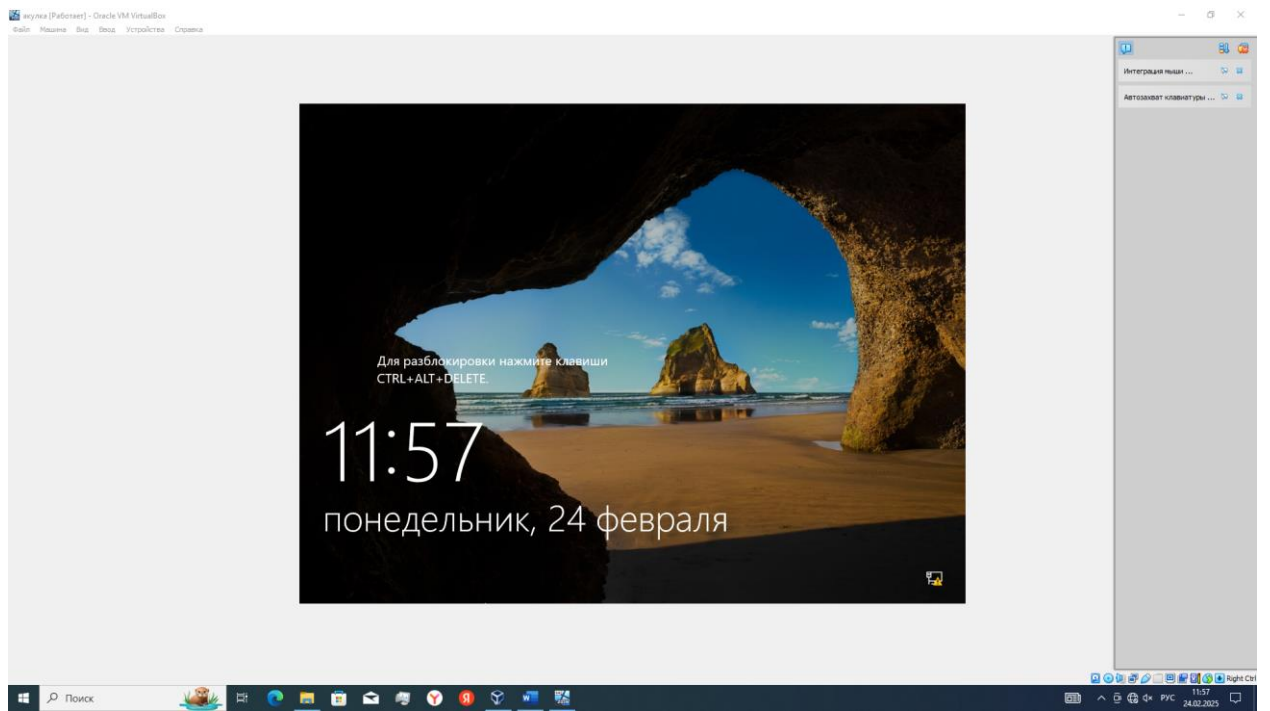 акулка [Работает] - Oracle VM VirtualBox
Файл Машина Вид Ввод Устройства Справка
Интеграция мыши ...
Автозахват клавиатуры ...
Для разблокировки нажмите клавиши
CTRL+ALT+DELETE.
11:57
понедельник, 24 февраля
Right Ctrl
Поиск
РУС
11:57
24.02.2025